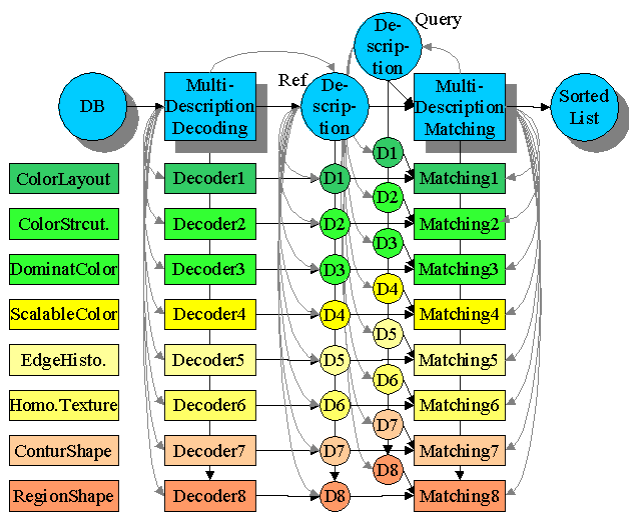 Query
De-
scrip-
tion
DB
Multi-
Description
Decoding
Ref.
De-
scrip-
tion
Multi-
Description
Matching
Sorted
List
D1
ColorLayout
Decoder1
D1
Matching1
D2
ColorStrcut.
Decoder2
D2
Matching2
D3
DominatColor
Decoder3
D3
Matching3
D4
ScalableColor
Decoder4
D4
Matching4
D5
EdgeHisto.
Decoder5
D5
Matching5
D6
Homo.Texture
Decoder6
D6
Matching6
D7
ConturShape
Decoder7
D7
Matching7
D8
RegionShape
Decoder8
D8
Matching8